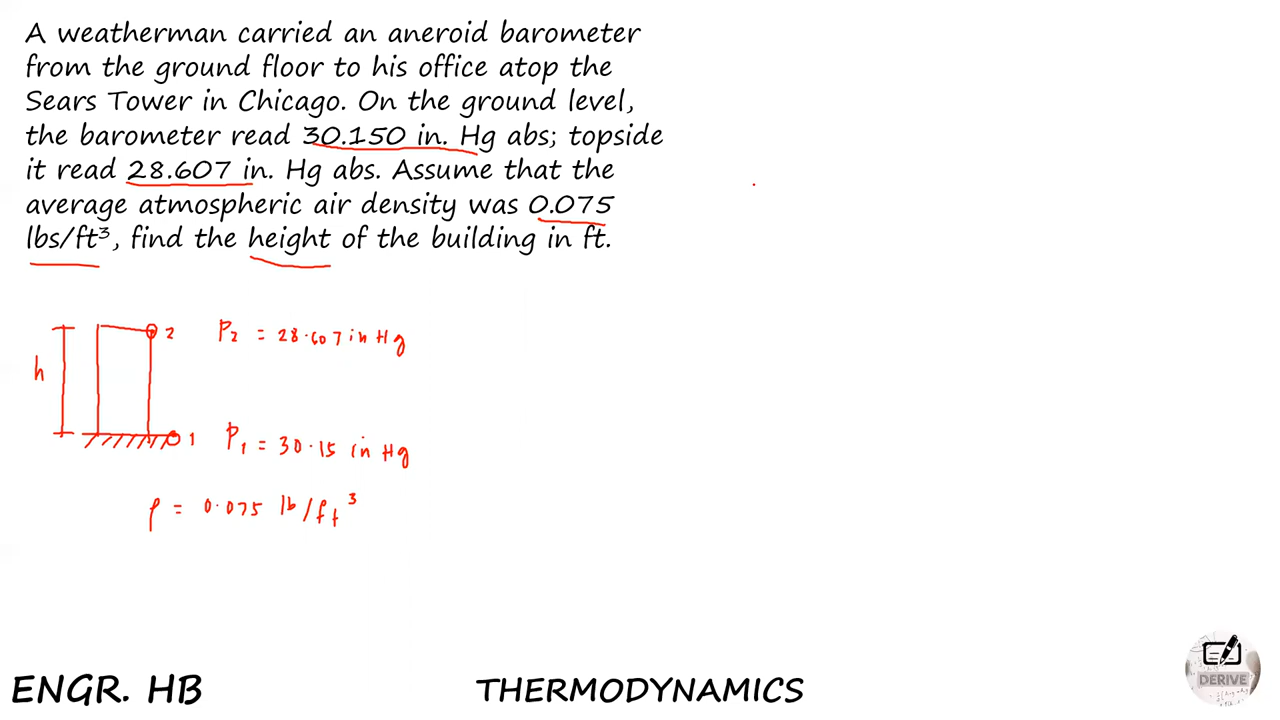 A weatherman carried an aneroid barometer
from the ground floor to his office atop the
Sears Tower in Chicago. On the ground level,
the barometer read 30.150 in. Hg abs; topside
it read 28.607 in. Hg abs. Assume that the
average atmospheric air density was 0.075
lbs/ft³, find the height of the building in ft.
2 P₂ = 28.607 in Hg
h
1 P₁ = 30.15 in Hg
ρ = 0.075 lb/ft³
ENGR. HB
THERMODYNAMICS
DERIVE